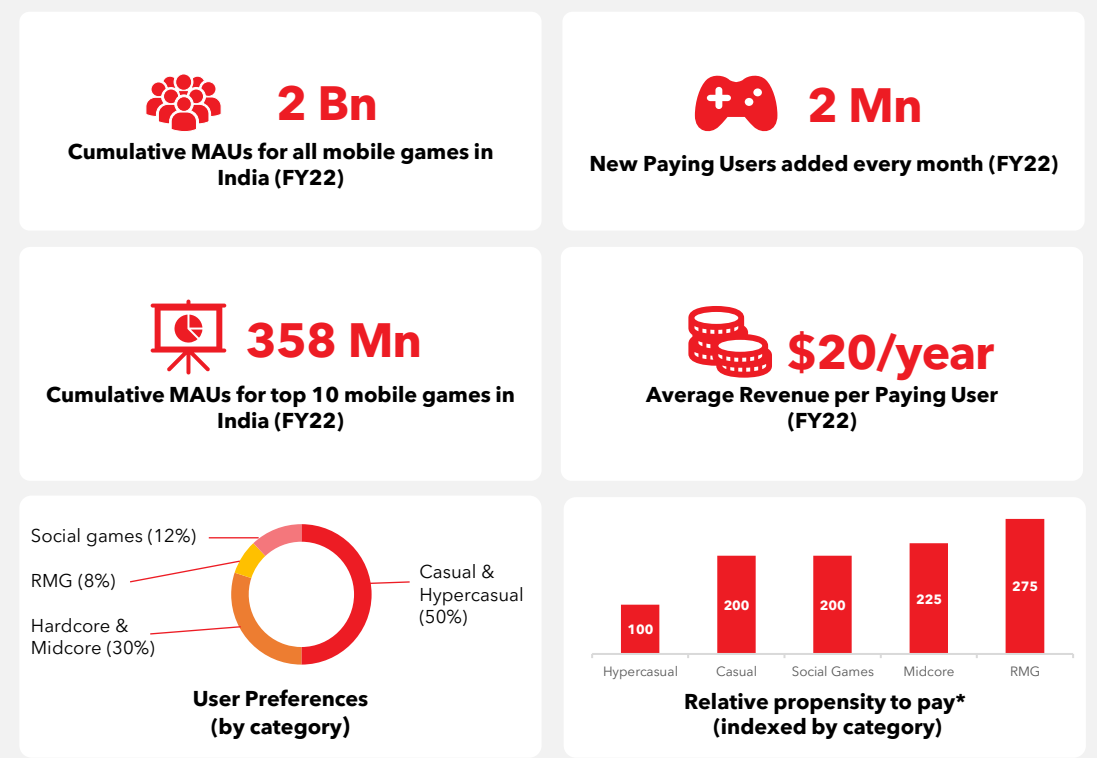 2 Bn
Cumulative MAUs for all mobile games in
India (FY22)
2 Mn
New Paying Users added every month (FY22)
358 Mn
Cumulative MAUs for top 10 mobile games in
India (FY22)
$20/year
Average Revenue per Paying User
(FY22)
Social games (12%)
RMG (8%)
Hardcore &
Midcore (30%)
Casual &
Hypercasual
(50%)
User Preferences
(by category)
100
200
200
225
275
Hypercasual
Casual
Social Games
Midcore
RMG
Relative propensity to pay*
(indexed by category)